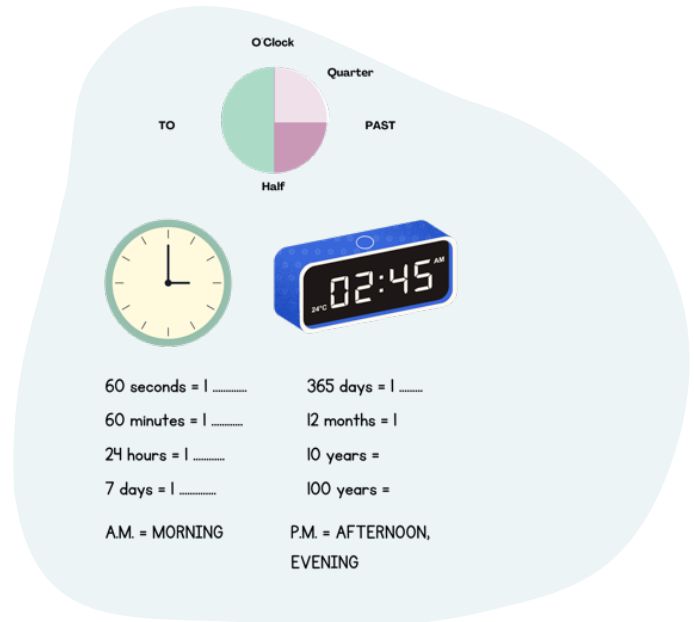 O'Clock
Quarter
TO
PAST
Half
AM
24°C 02:45
60 seconds = 1 .............
60 minutes = 1 ............
24 hours = 1 ............
7 days = 1 ..............
365 days = 1 .........
12 months = 1
10 years =
100 years =
A.M. = MORNING
P.M. = AFTERNOON,
EVENING